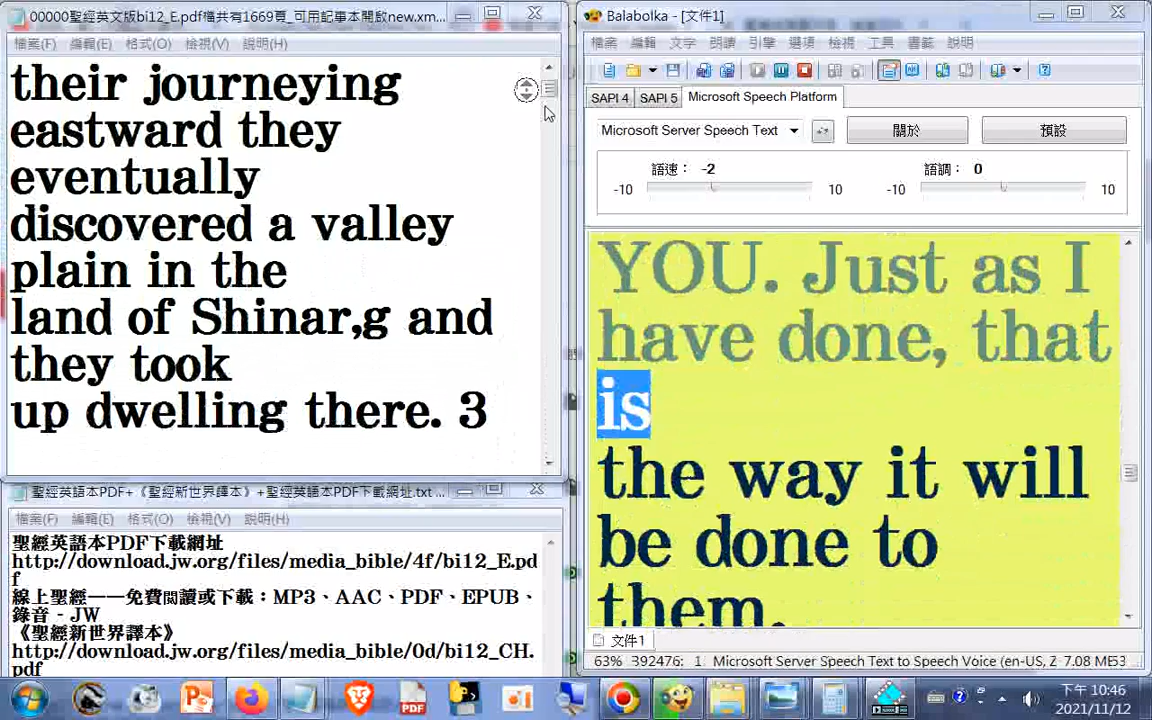 00000聖經英文版bi12_E.pdf檔共有1669頁_可用記事本開啟new.xm...
檔案(F) 編輯(E) 格式(O) 檢視(V) 說明(H)
their journeying
eastward they
eventually
discovered a valley
plain in the
land of Shinar,g and
they took
up dwelling there. 3
聖經英語本PDF+《聖經新世界譯本》+聖經英語本PDF下載網址.txt ...
檔案(F) 編輯(E) 格式(O) 檢視(V) 說明(H)
聖經英語本PDF下載網址
http://download.jw.org/files/media_bible/4f/bi12_E.pd
f
線上聖經——免費閱讀或下載：MP3、AAC、PDF、EPUB、
錄音 - JW
《聖經新世界譯本》
http://download.jw.org/files/media_bible/0d/bi12_CH.
pdf
Balabolka - [文件1]
檔案 編輯 文字 朗讀 引擎 選項 檢視 工具 書籤 說明
SAPI 4 SAPI 5 Microsoft Speech Platform
Microsoft Server Speech Text 關於 預設
語速： -2 語調： 0
-10 10 -10 10
YOU. Just as I
have done, that
is
the way it will
be done to
them.
文件1
63% 392476: 1 Microsoft Server Speech Text to Speech Voice (en-US, Z 7.08 ME53
PDF
下午 10:46
2021/11/12